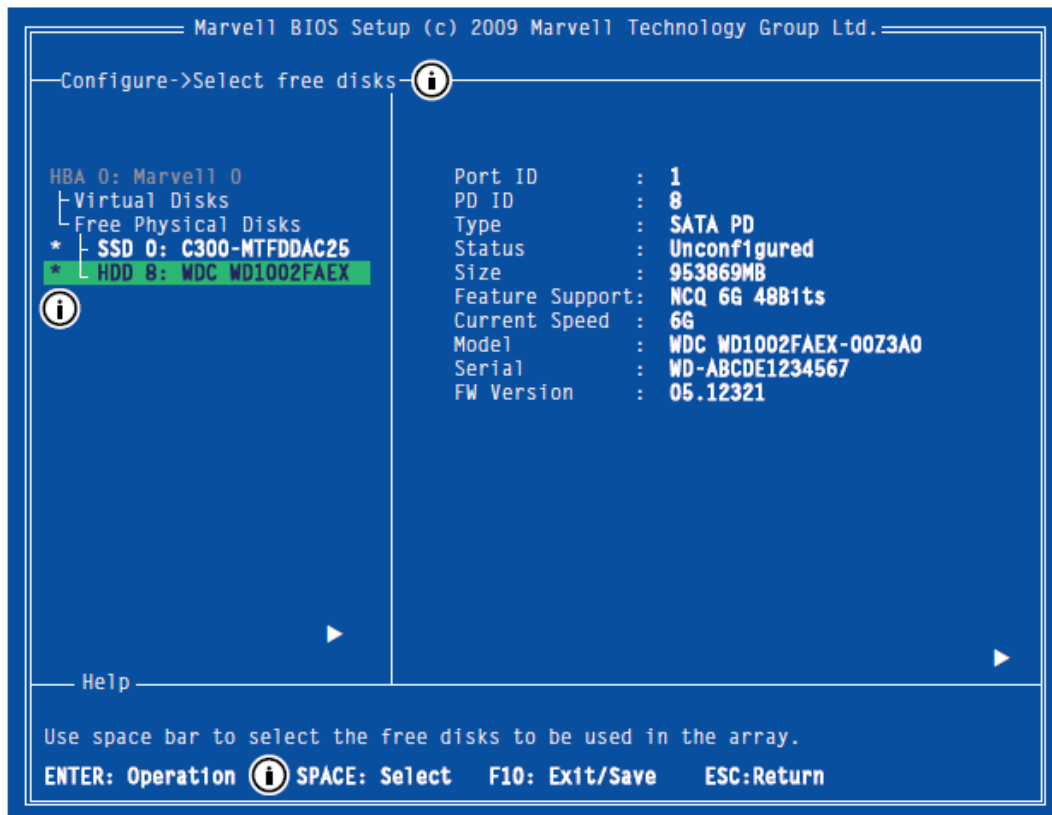 Marvell BIOS Setup (c) 2009 Marvell Technology Group Ltd.
Configure->Select free disks
HBA 0: Marvell 0
Virtual Disks
Free Physical Disks
* SSD 0: C300-MTFDDAC25
* HDD 8: WDC WD1002FAEX
Port ID : 1
PD ID : 8
Type : SATA PD
Status : Unconf1gured
Size : 953869MB
Feature Support: NCQ 6G 48B1ts
Current Speed : 6G
Model : WDC WD1002FAEX-00Z3A0
Serial : WD-ABCDE1234567
FW Version : 05.12321
Help
Use space bar to select the free disks to be used in the array.
ENTER: Operat1on SPACE: Select F10: Ex1t/Save ESC:Return